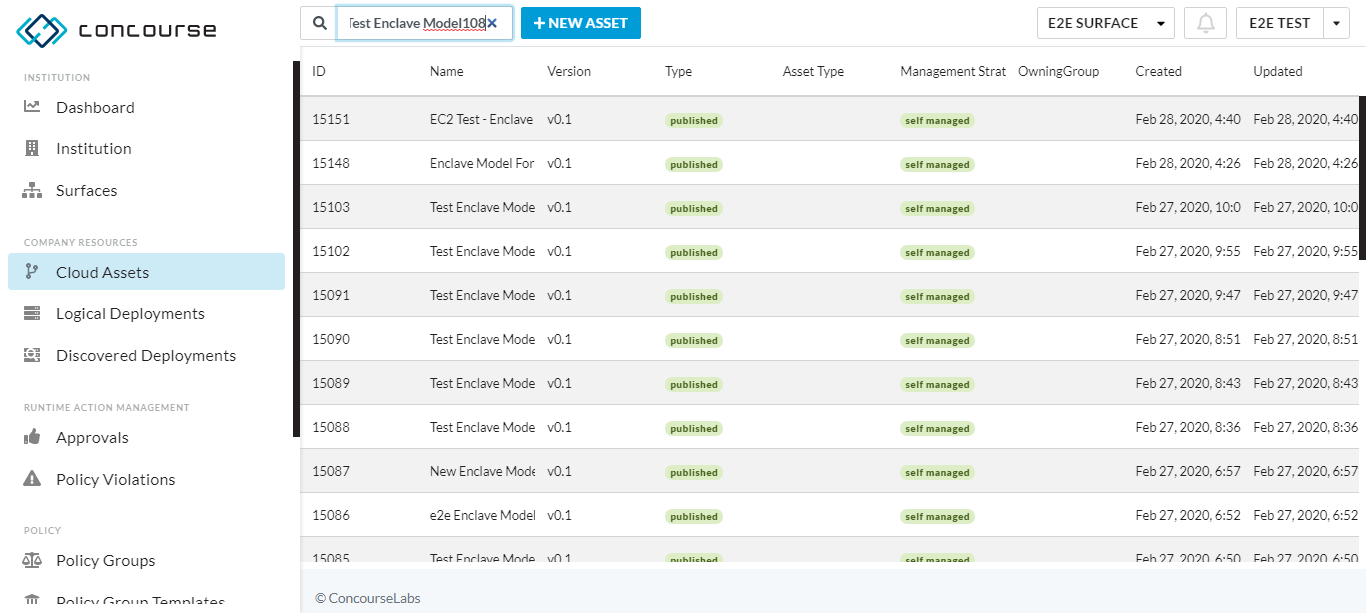 concourse
Test Enclave Model108 × + NEW ASSET E2E SURFACE E2E TEST
INSTITUTION
Dashboard
Institution
Surfaces
COMPANY RESOURCES
Cloud Assets
Logical Deployments
Discovered Deployments
RUNTIME ACTION MANAGEMENT
Approvals
Policy Violations
POLICY
Policy Groups
Policy Group Templates
ID Name Version Type Asset Type Management Strat OwningGroup Created Updated
15151 EC2 Test - Enclave v0.1 published self managed Feb 28, 2020, 4:40 Feb 28, 2020, 4:40
15148 Enclave Model For v0.1 published self managed Feb 28, 2020, 4:26 Feb 28, 2020, 4:26
15103 Test Enclave Mode v0.1 published self managed Feb 27, 2020, 10:0 Feb 27, 2020, 10:0
15102 Test Enclave Mode v0.1 published self managed Feb 27, 2020, 9:55 Feb 27, 2020, 9:55
15091 Test Enclave Mode v0.1 published self managed Feb 27, 2020, 9:47 Feb 27, 2020, 9:47
15090 Test Enclave Mode v0.1 published self managed Feb 27, 2020, 8:51 Feb 27, 2020, 8:51
15089 Test Enclave Mode v0.1 published self managed Feb 27, 2020, 8:43 Feb 27, 2020, 8:43
15088 Test Enclave Mode v0.1 published self managed Feb 27, 2020, 8:36 Feb 27, 2020, 8:36
15087 New Enclave Mode v0.1 published self managed Feb 27, 2020, 6:57 Feb 27, 2020, 6:57
15086 e2e Enclave Model v0.1 published self managed Feb 27, 2020, 6:52 Feb 27, 2020, 6:52
15085 Test Enclave Mode v0.1 published self managed Feb 27, 2020, 6:50 Feb 27, 2020, 6:50
© ConcourseLabs